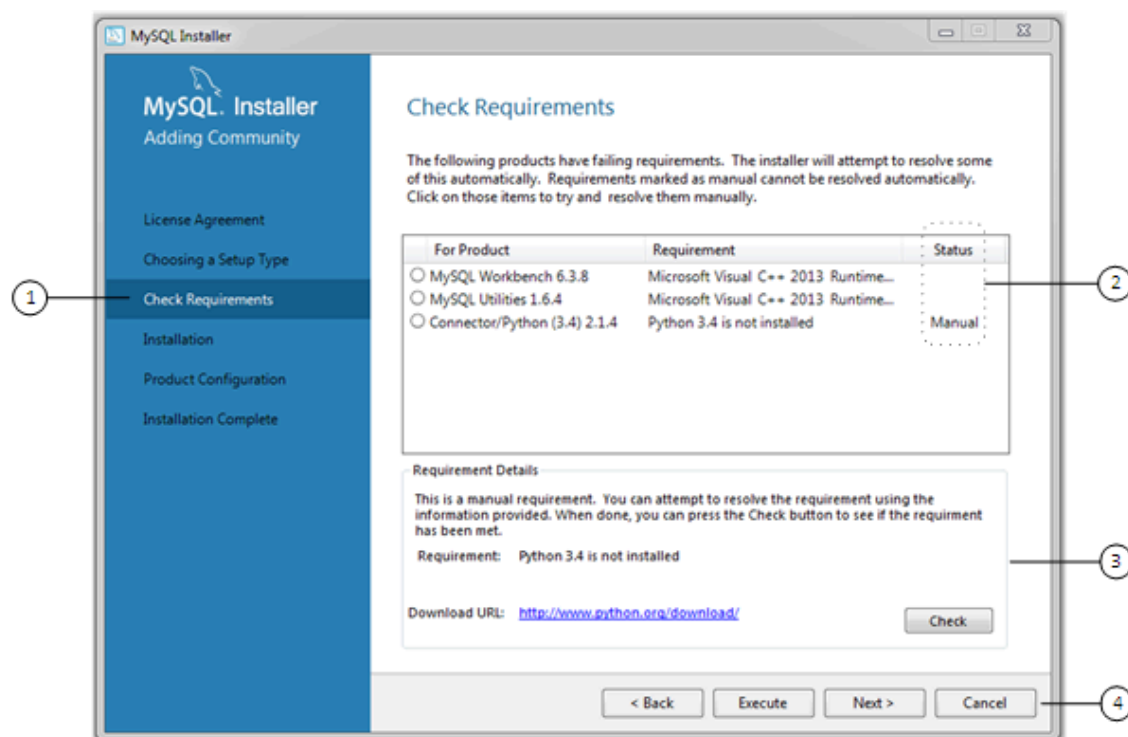 MySQL Installer
MySQL. Installer
Adding Community
License Agreement
Choosing a Setup Type
Check Requirements
Installation
Product Configuration
Installation Complete
Check Requirements
The following products have failing requirements. The installer will attempt to resolve some
of this automatically. Requirements marked as manual cannot be resolved automatically.
Click on those items to try and resolve them manually.
For Product Requirement Status
MySQL Workbench 6.3.8 Microsoft Visual C++ 2013 Runtime...
MySQL Utilities 1.6.4 Microsoft Visual C++ 2013 Runtime...
Connector/Python (3.4) 2.1.4 Python 3.4 is not installed Manual
Requirement Details
This is a manual requirement. You can attempt to resolve the requirement using the
information provided. When done, you can press the Check button to see if the requirment
has been met.
Requirement: Python 3.4 is not installed
Download URL: http://www.python.org/download/
Check
< Back Execute Next > Cancel
1
2
3
4